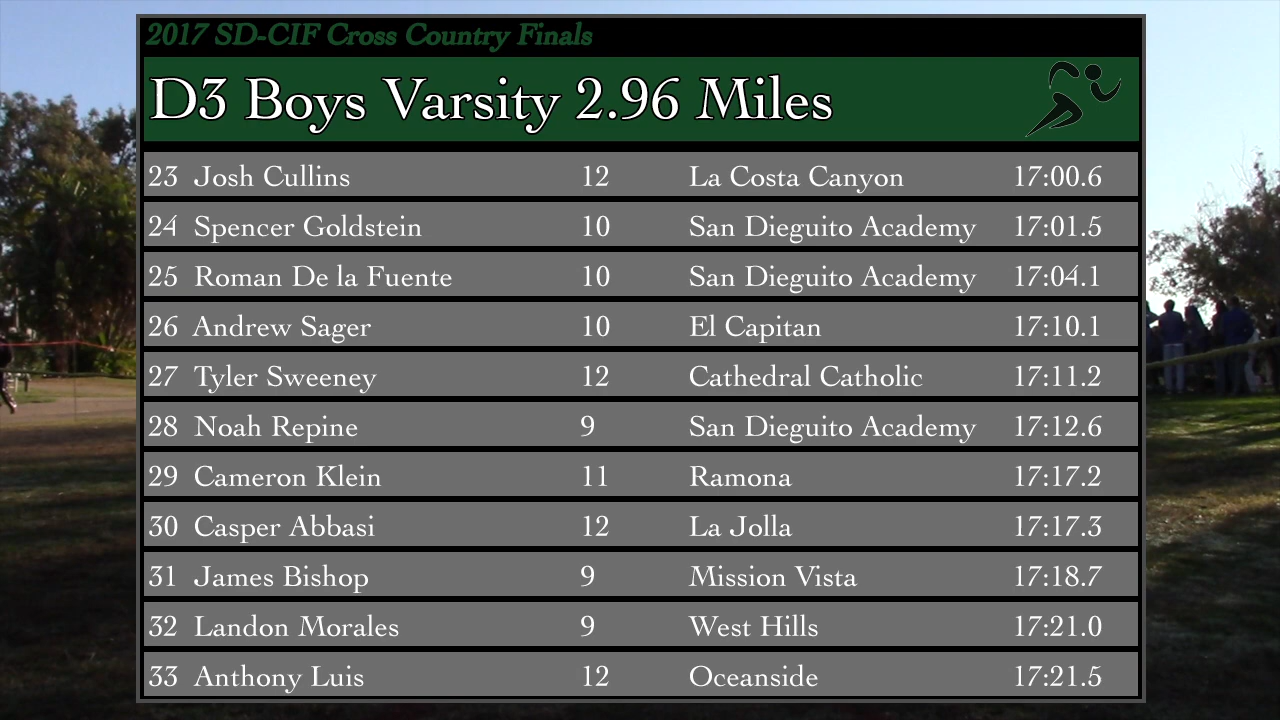 2017 SD-CIF Cross Country Finals
D3 Boys Varsity 2.96 Miles
23 Josh Cullins 12 La Costa Canyon 17:00.6
24 Spencer Goldstein 10 San Dieguito Academy 17:01.5
25 Roman De la Fuente 10 San Dieguito Academy 17:04.1
26 Andrew Sager 10 El Capitan 17:10.1
27 Tyler Sweeney 12 Cathedral Catholic 17:11.2
28 Noah Repine 9 San Dieguito Academy 17:12.6
29 Cameron Klein 11 Ramona 17:17.2
30 Casper Abbasi 12 La Jolla 17:17.3
31 James Bishop 9 Mission Vista 17:18.7
32 Landon Morales 9 West Hills 17:21.0
33 Anthony Luis 12 Oceanside 17:21.5